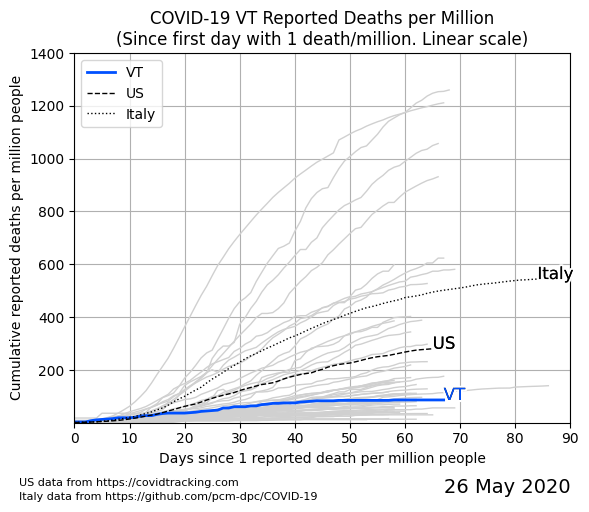 COVID-19 VT Reported Deaths per Million
(Since first day with 1 death/million. Linear scale)
Cumulative reported deaths per million people
1400
1200
1000
800
600
400
200
VT
US
Italy
Italy
US
VT
0 10 20 30 40 50 60 70 80 90
Days since 1 reported death per million people
US data from https://covidtracking.com
Italy data from https://github.com/pcm-dpc/COVID-19
26 May 2020